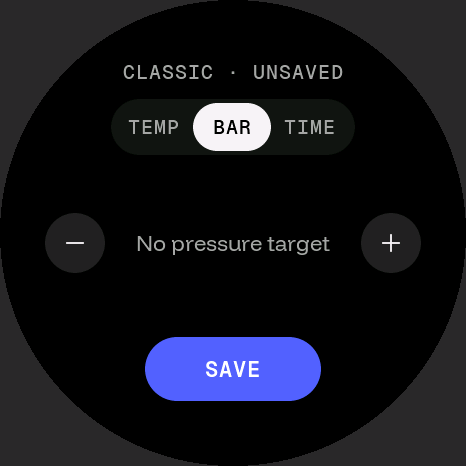 CLASSIC · UNSAVED
TEMP BAR TIME
− No pressure target +
SAVE